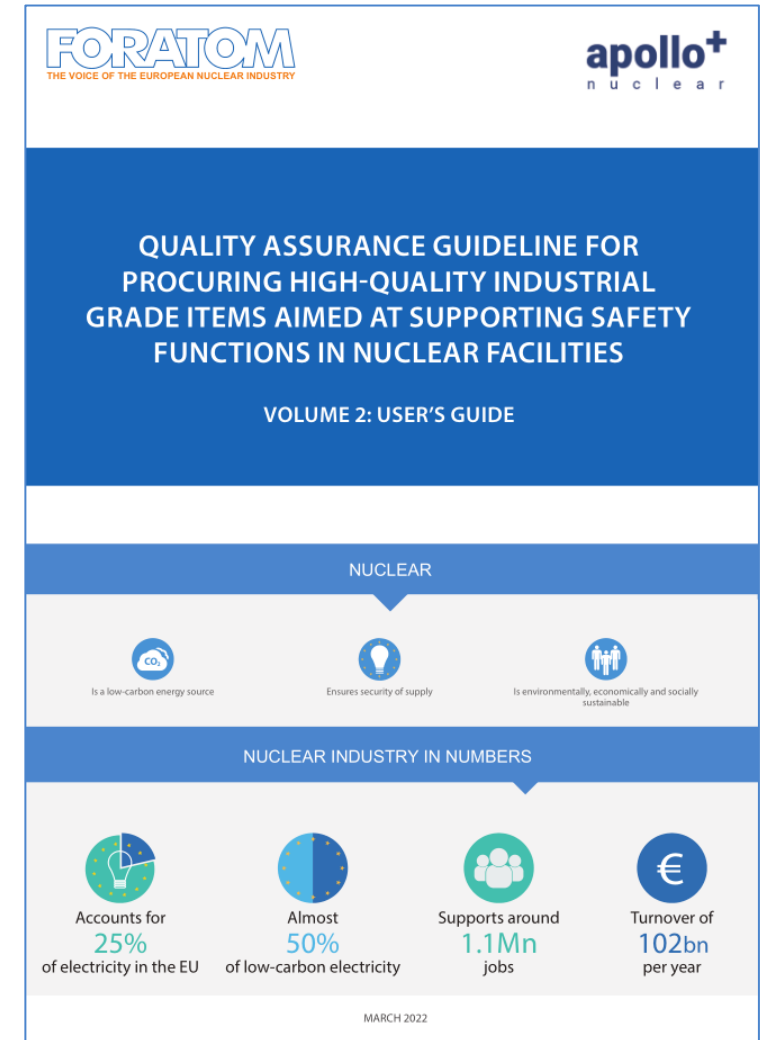 FORATOM
THE VOICE OF THE EUROPEAN NUCLEAR INDUSTRY
apollo+
nuclear
QUALITY ASSURANCE GUIDELINE FOR
PROCURING HIGH-QUALITY INDUSTRIAL
GRADE ITEMS AIMED AT SUPPORTING SAFETY
FUNCTIONS IN NUCLEAR FACILITIES
VOLUME 2: USER’S GUIDE
NUCLEAR
CO₂
Is a low-carbon energy source
Ensures security of supply
Is environmentally, economically and socially
sustainable
NUCLEAR INDUSTRY IN NUMBERS
Accounts for
25%
of electricity in the EU
Almost
50%
of low-carbon electricity
Supports around
1.1Mn
jobs
€
Turnover of
102bn
per year
MARCH 2022